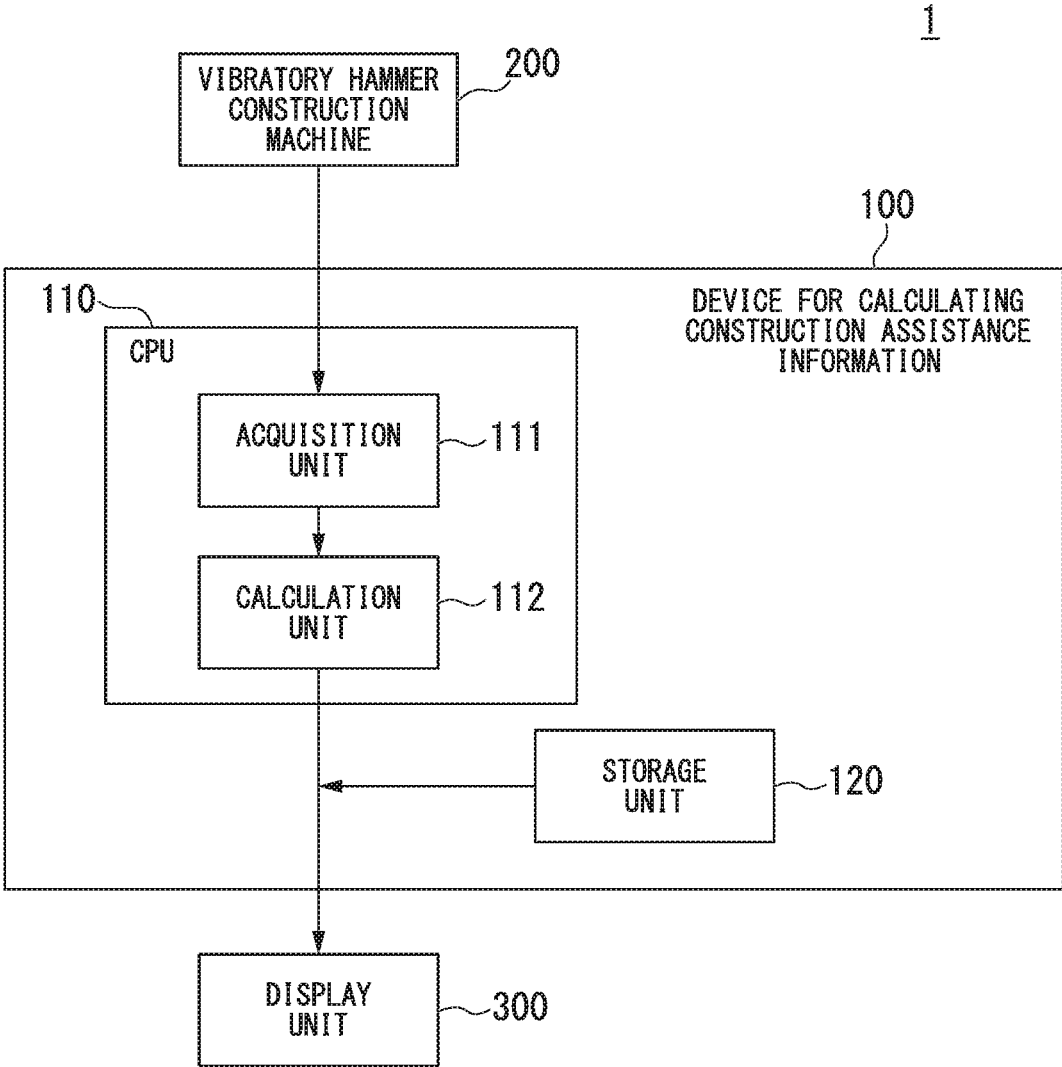 1
VIBRATORY HAMMER
CONSTRUCTION
MACHINE
200
100
DEVICE FOR CALCULATING
CONSTRUCTION ASSISTANCE
INFORMATION
110
CPU
ACQUISITION
UNIT
111
CALCULATION
UNIT
112
STORAGE
UNIT
120
DISPLAY
UNIT
300